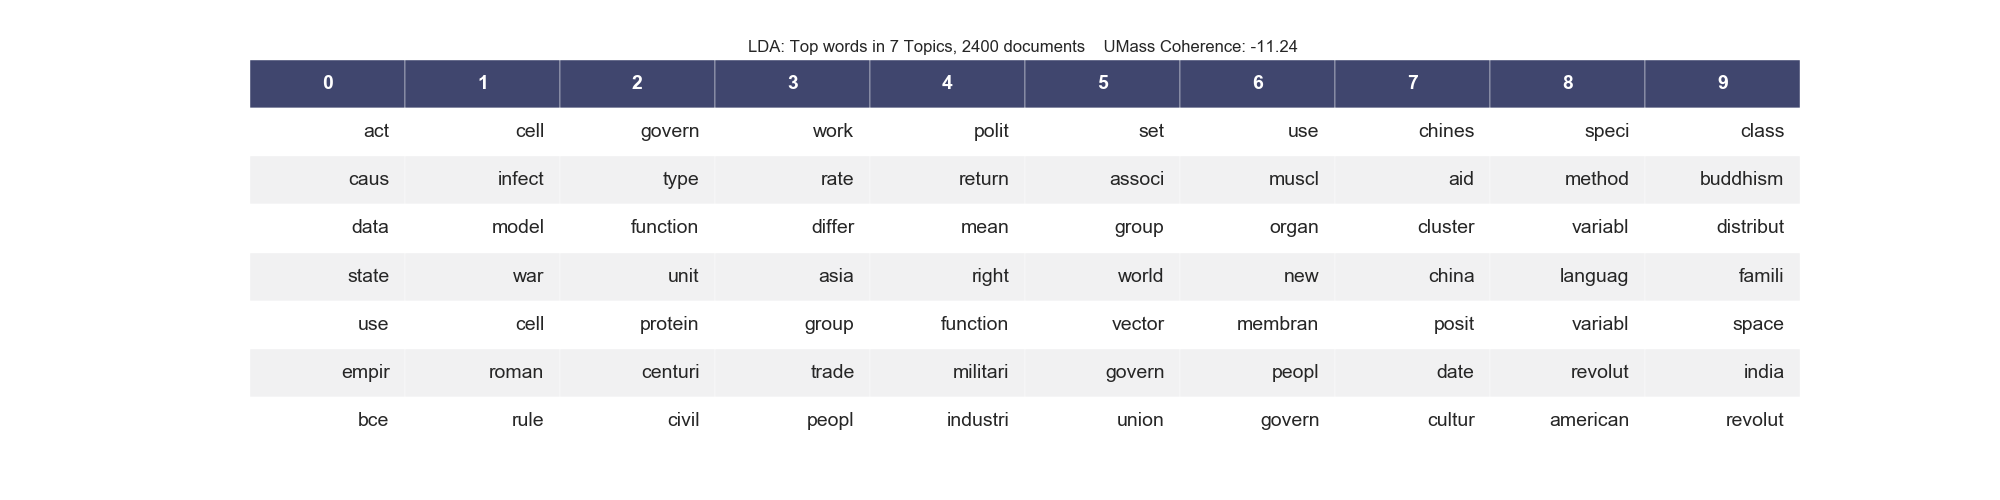 LDA: Top words in 7 Topics, 2400 documents    UMass Coherence: -11.24
0 1 2 3 4 5 6 7 8 9
act cell govern work polit set use chines speci class
caus infect type rate return associ muscl aid method buddhism
data model function differ mean group organ cluster variabl distribut
state war unit asia right world new china languag famili
use cell protein group function vector membran posit variabl space
empir roman centuri trade militari govern peopl date revolut india
bce rule civil peopl industri union govern cultur american revolut